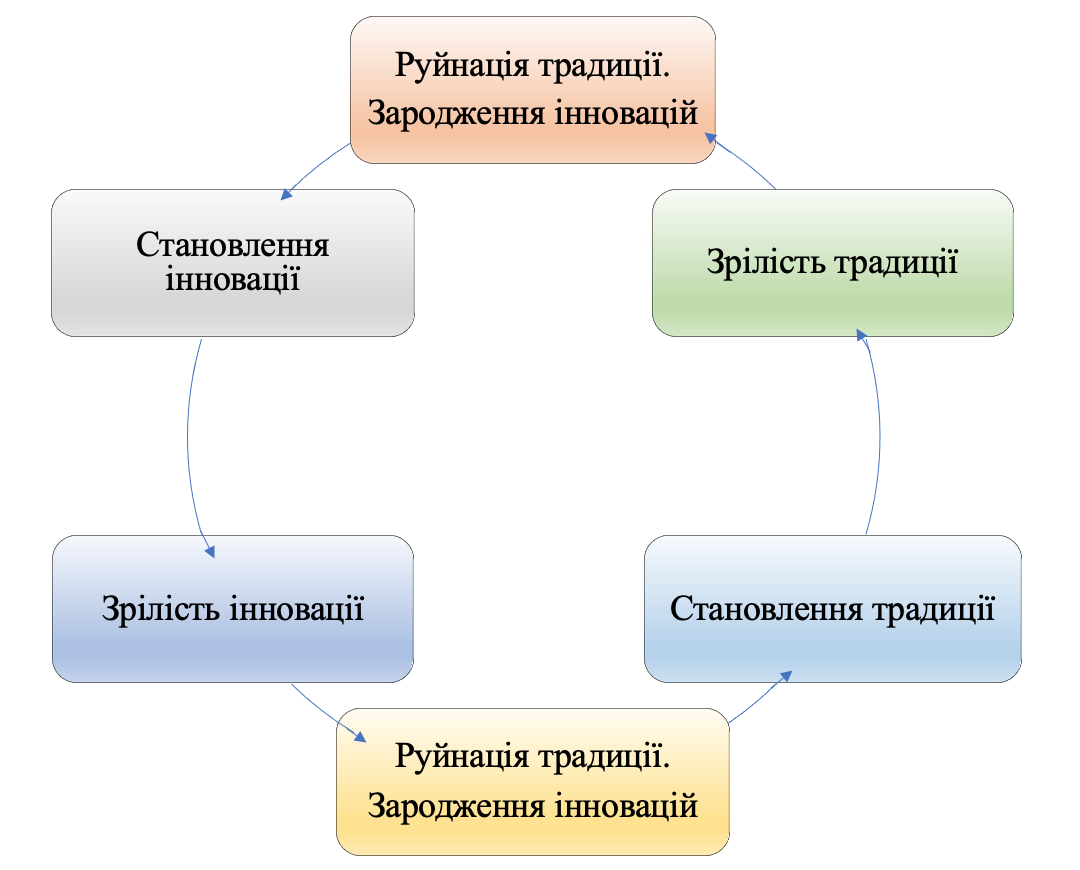 Руйнація традиції.
Зародження інновацій
Становлення
інновації
Зрілість традиції
Зрілість інновації
Становлення традиції
Руйнація традиції.
Зародження інновацій